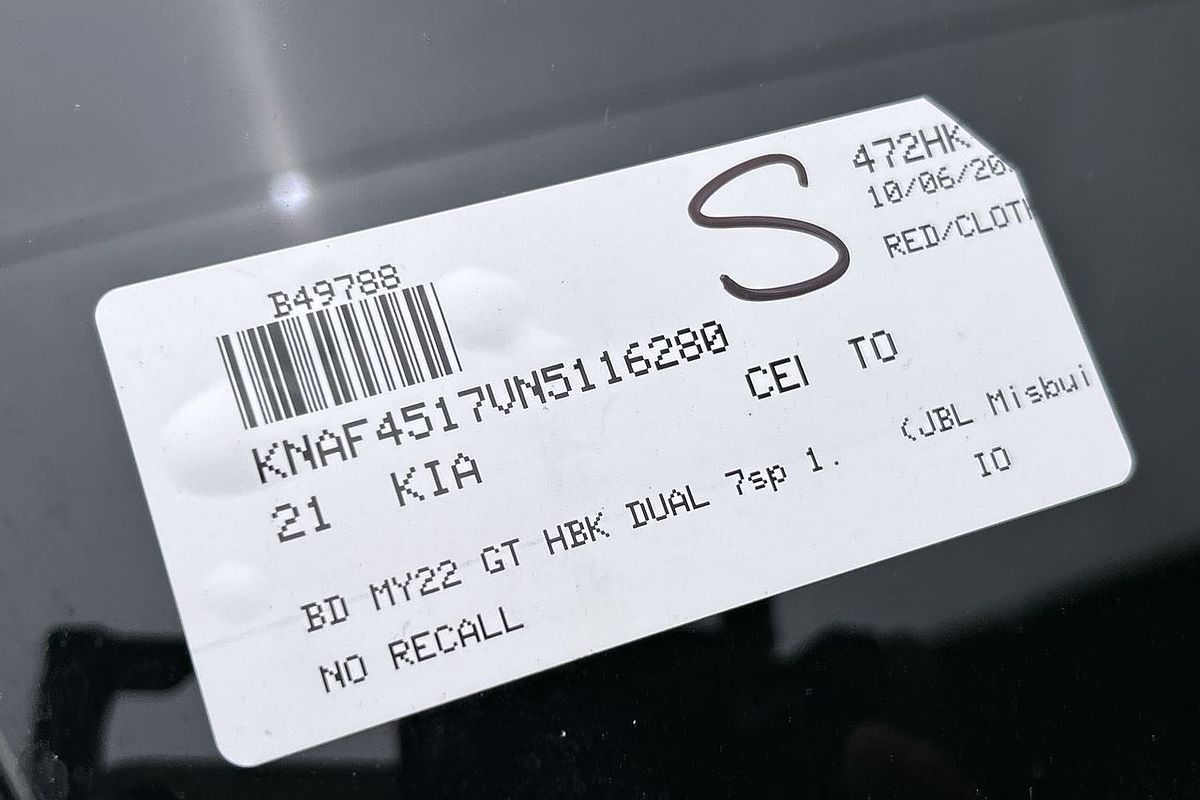 B49788
S
472HK
10/06/20
RED/CLOTH
KNAF4517VN5116280
CEI TO
21 KIA
BD MY22 GT HBK DUAL 7sp 1. (JBL Misbui
NO RECALL
IO